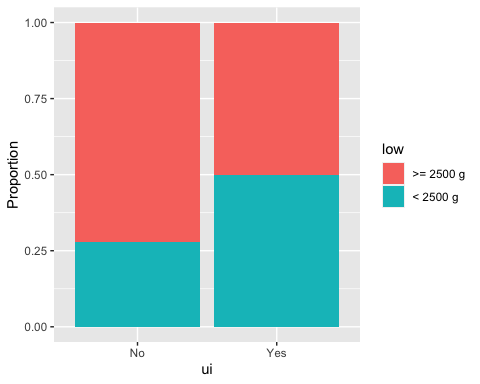 1.00
0.75
0.50
0.25
0.00
Proportion
No
Yes
ui
low
>= 2500 g
< 2500 g